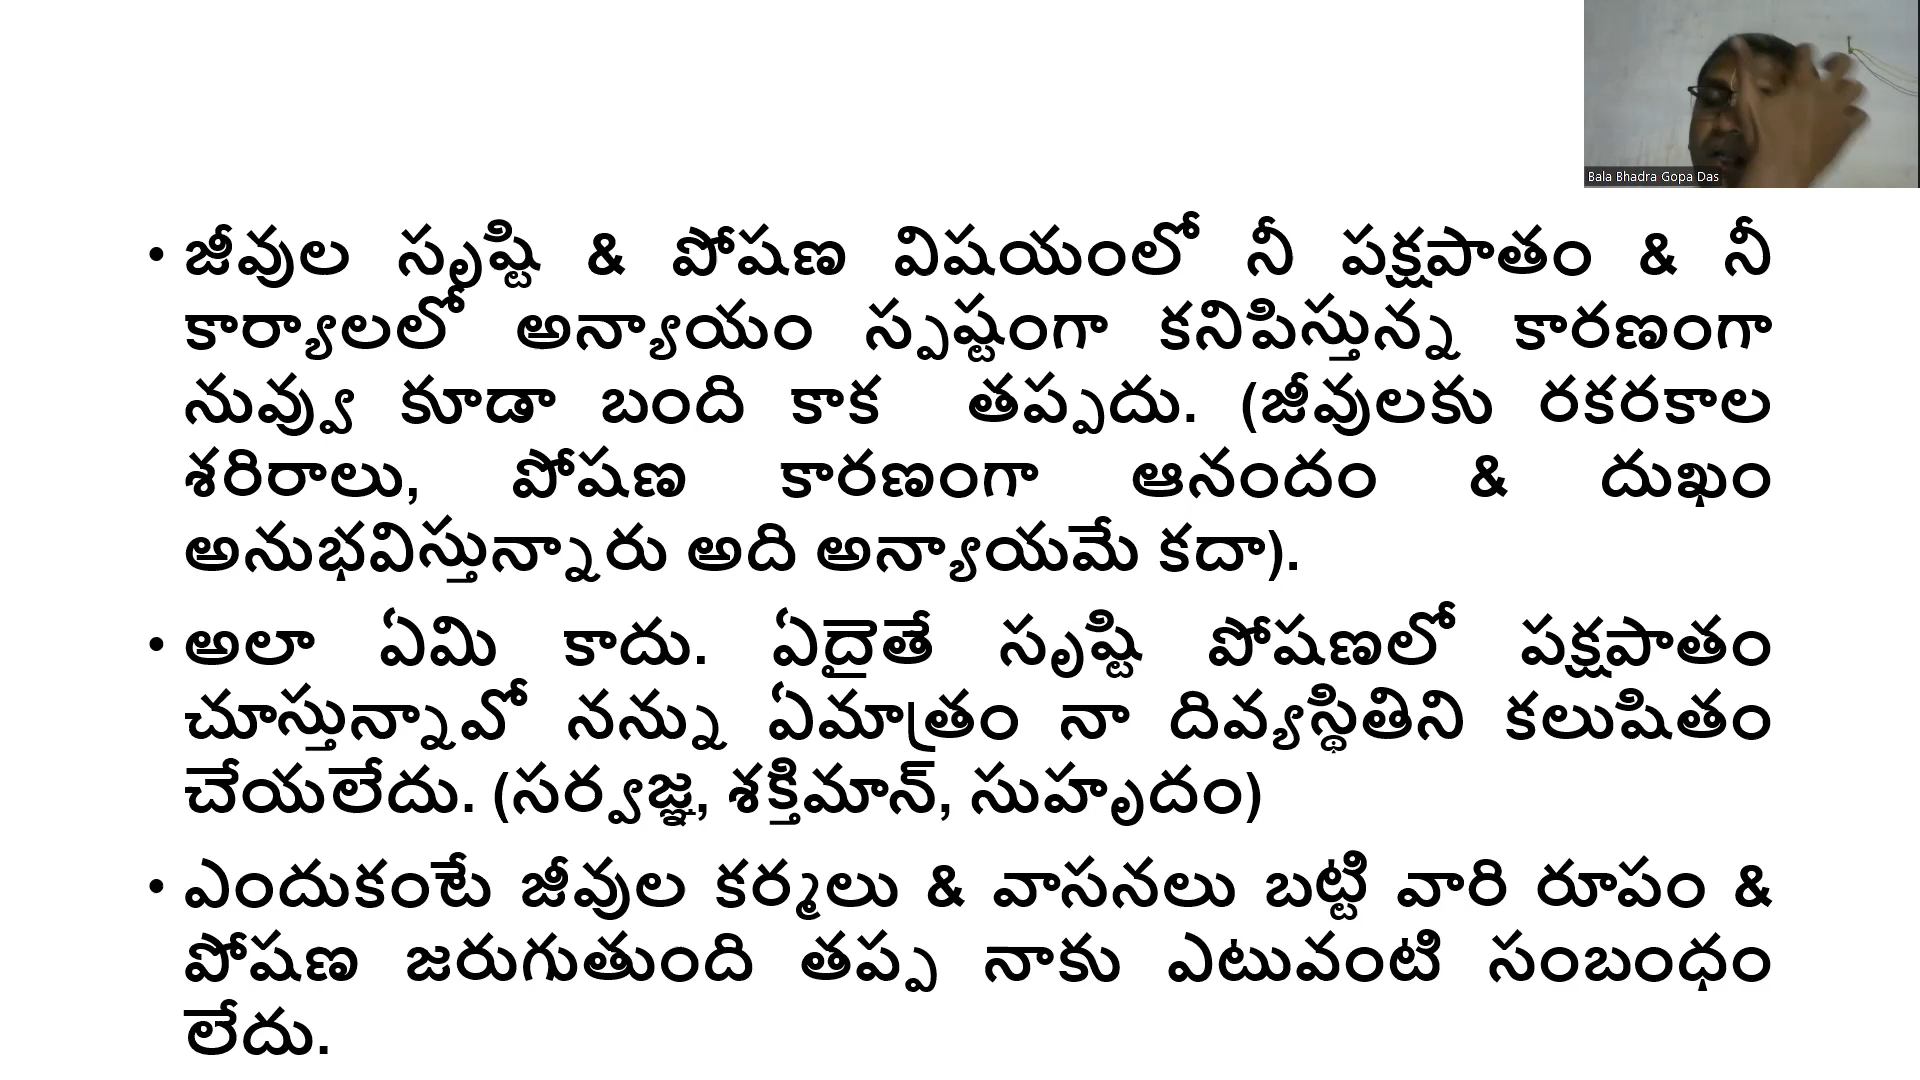 Bala Bhadra Gopa Das
• జీవుల సృష్టి & పోషణ విషయంలో నీ పక్షపాతం & నీ
కార్యాలలో అన్యాయం స్పష్టంగా కనిపిస్తున్న కారణంగా
నువ్వు కూడా బంది కాక తప్పదు. (జీవులకు రకరకాల
శరిరాలు, పోషణ కారణంగా ఆనందం & దుఖం
అనుభవిస్తున్నారు అది అన్యాయమే కదా).
• అలా ఏమి కాదు. ఏదైతే సృష్టి పోషణలో పక్షపాతం
చూస్తున్నావో నన్ను ఏమాత్రం నా దివ్యస్థితిని కలుషితం
చేయలేదు. (సర్వజ్ఞ, శక్తిమాన్, సుహృదం)
• ఎందుకంటే జీవుల కర్మలు & వాసనలు బట్టి వారి రూపం &
పోషణ జరుగుతుంది తప్ప నాకు ఎటువంటి సంబంధం
లేదు.